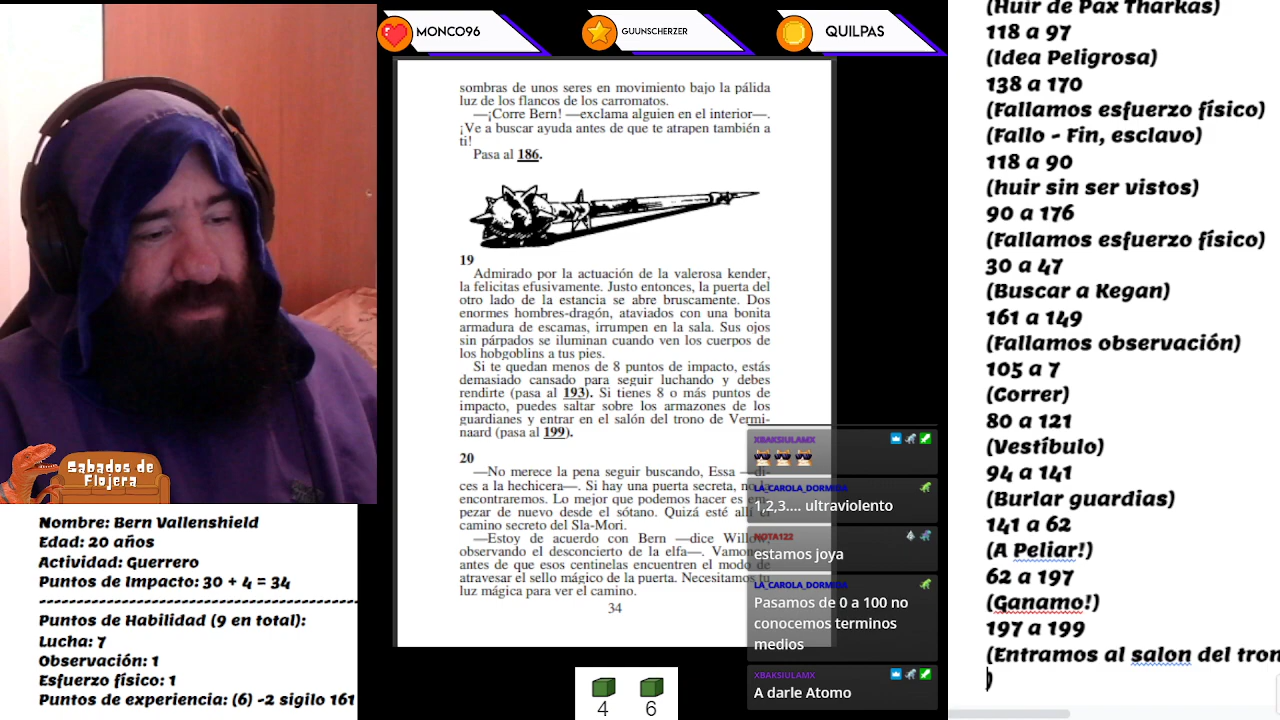 MONCO96
GUUNSCHERZER
QUILPAS
sombras de unos seres en movimiento bajo la pálida
luz de los flancos de los carromatos.
—¡Corre Bern! —exclama alguien en el interior—.
¡Ve a buscar ayuda antes de que te atrapen también a
ti!
Pasa al 186.
19
Admirado por la actuación de la valerosa kender,
la felicitas efusivamente. Justo entonces, la puerta del
otro lado de la estancia se abre bruscamente. Dos
enormes hombres-dragón, ataviados con una bonita
armadura de escamas, irrumpen en la sala. Sus ojos
sin párpados se iluminan cuando ven los cuerpos de
los hobgoblins a tus pies.
Si te quedan menos de 8 puntos de impacto, estás
demasiado cansado para seguir luchando y debes
rendirte (pasa al 193). Si tienes 8 o más puntos de
impacto, puedes saltar sobre los armazones de los
guardianes y entrar en el salón del trono de Vermi-
naard (pasa al 199).
20
—No merece la pena seguir buscando, Essa —di-
ces a la hechicera—. Si hay una puerta secreta, no la
encontraremos. Lo mejor que podemos hacer es em-
pezar de nuevo desde el sótano. Quizá esté allí el
camino secreto del Sla-Mori.
—Estoy de acuerdo con Bern —dice Willow,
observando el desconcierto de la elfa—. Vamonos
antes de que esos centinelas encuentren el modo de
atravesar el sello mágico de la puerta. Necesitamos tu
luz mágica para ver el camino.
34
XBAKSIULAMX
LA_CAROLA_DORMIDA
1,2,3.... ultraviolento
NOTA122
estamos joya
LA_CAROLA_DORMIDA
Pasamos de 0 a 100 no
conocemos terminos
medios
XBAKSIULAMX
A darle Atomo
4 6
Sabados de
Flojera
Nombre: Bern Vallenshield
Edad: 20 años
Actividad: Guerrero
Puntos de Impacto: 30 + 4 = 34
Puntos de Habilidad (9 en total):
Lucha: 7
Observación: 1
Esfuerzo físico: 1
Puntos de experiencia: (6) -2 sigilo 161
(Huir de Pax Tharkas)
118 a 97
(Idea Peligrosa)
138 a 170
(Fallamos esfuerzo físico)
(Fallo - Fin, esclavo)
118 a 90
(huir sin ser vistos)
90 a 176
(Fallamos esfuerzo físico)
30 a 47
(Buscar a Kegan)
161 a 149
(Fallamos observación)
105 a 7
(Correr)
80 a 121
(Vestíbulo)
94 a 141
(Burlar guardias)
141 a 62
(A Peliar!)
62 a 197
(Ganamo!)
197 a 199
(Entramos al salon del tron
)